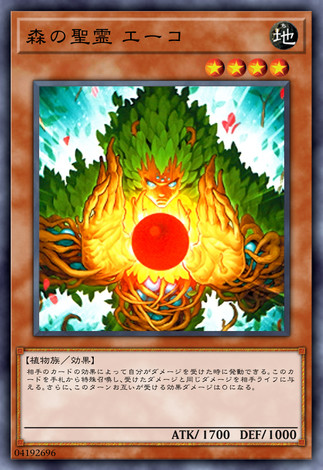 森の聖霊 エーコ
地
【植物族／効果】
相手のカードの効果によって自分がダメージを受けた時に発動できる。このカ
ードを手札から特殊召喚し、受けたダメージと同じダメージを相手ライフに与
える。さらに、このターンお互いが受ける効果ダメージは０になる。
ATK/ 1700 DEF/1000
04192696